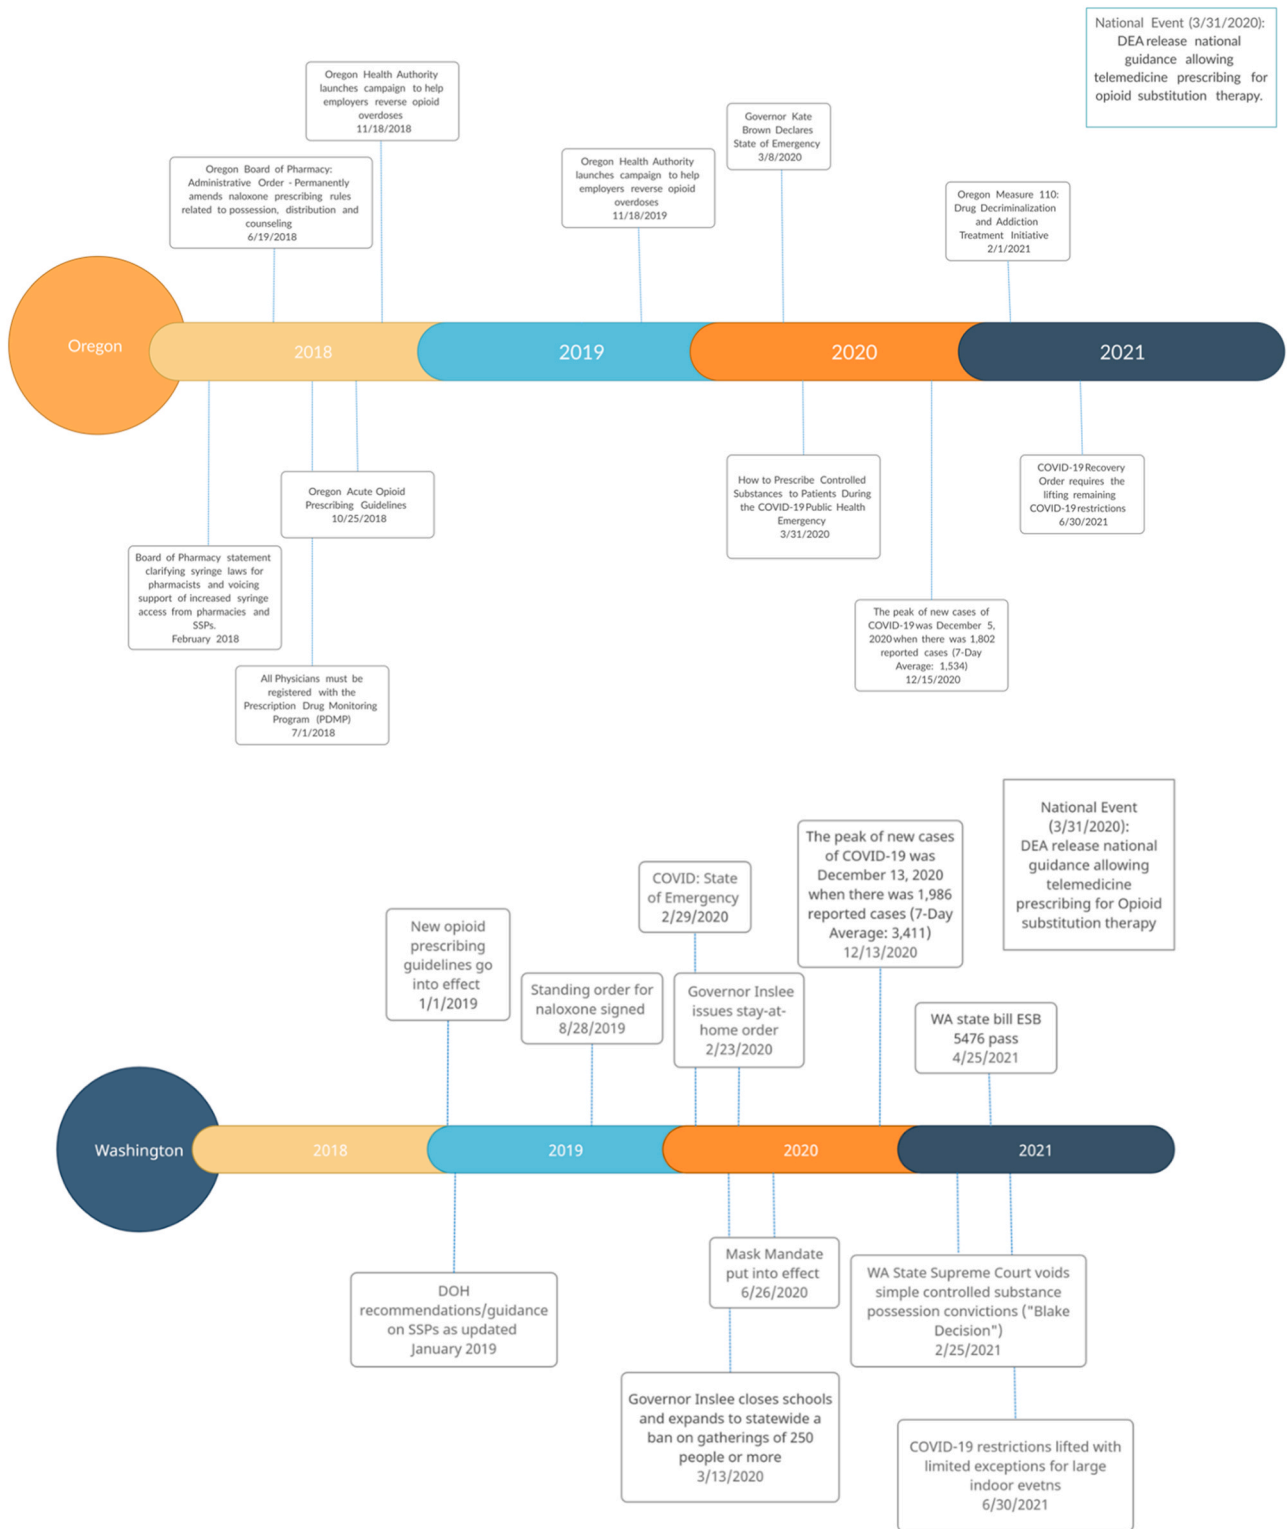 National Event (3/31/2020):
DEA release national
guidance allowing
telemedicine prescribing for
opioid substitution therapy.
Oregon Health Authority
launches campaign to help
employers reverse opioid
overdoses
11/18/2018
Governor Kate
Brown Declares
State of Emergency
3/8/2020
Oregon Board of Pharmacy:
Administrative Order - Permanently
amends naloxone prescribing rules
related to possession, distribution and
counseling
6/19/2018
Oregon Health Authority
launches campaign to help
employers reverse opioid
overdoses
11/18/2019
Oregon Measure 110:
Drug Decriminalization
and Addiction
Treatment Initiative
2/1/2021
Oregon
2018
2019
2020
2021
Oregon Acute Opioid
Prescribing Guidelines
10/25/2018
How to Prescribe Controlled
Substances to Patients During
the COVID-19 Public Health
Emergency
3/31/2020
COVID-19 Recovery
Order requires the
lifting remaining
COVID-19 restrictions
6/30/2021
Board of Pharmacy statement
clarifying syringe laws for
pharmacists and voicing
support of increased syringe
access from pharmacies and
SSPs.
February 2018
The peak of new cases of
COVID-19 was December 5,
2020 when there was 1,802
reported cases (7-Day
Average: 1,534)
12/15/2020
All Physicians must be
registered with the
Prescription Drug Monitoring
Program (PDMP)
7/1/2018
National Event
(3/31/2020):
DEA release national
guidance allowing
telemedicine
prescribing for Opioid
substitution therapy
The peak of new cases
of COVID-19 was
December 13, 2020
when there was 1,986
reported cases (7-Day
Average: 3,411)
12/13/2020
COVID: State
of Emergency
2/29/2020
New opioid
prescribing
guidelines go
into effect
1/1/2019
Standing order for
naloxone signed
8/28/2019
Governor Inslee
issues stay-at-
home order
2/23/2020
WA state bill ESB
5476 pass
4/25/2021
Washington
2018
2019
2020
2021
Mask Mandate
put into effect
6/26/2020
WA State Supreme Court voids
simple controlled substance
possession convictions ("Blake
Decision")
2/25/2021
DOH
recommendations/guidance
on SSPs as updated
January 2019
Governor Inslee closes schools
and expands to statewide a
ban on gatherings of 250
people or more
3/13/2020
COVID-19 restrictions lifted with
limited exceptions for large
indoor evetns
6/30/2021